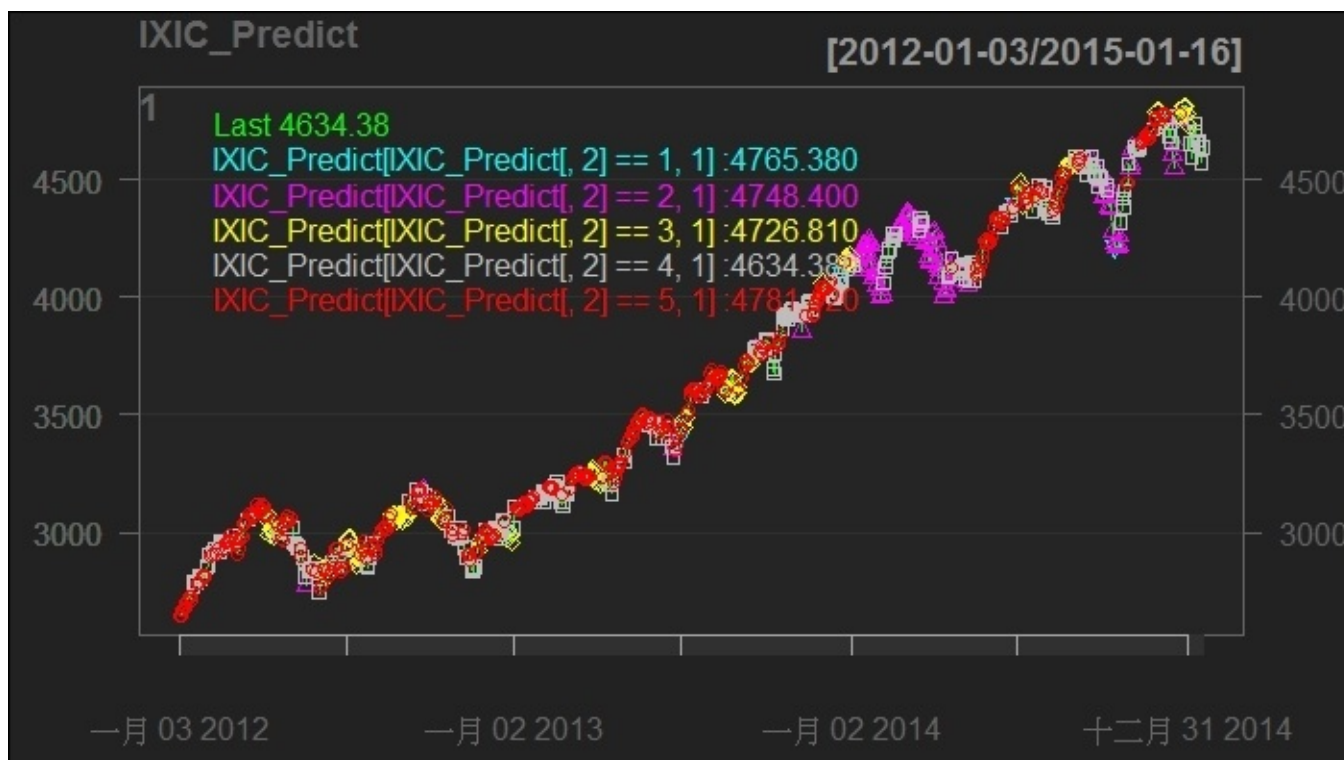 IXIC_Predict
[2012-01-03/2015-01-16]
1
Last 4634.38
IXIC_Predict[IXIC_Predict[, 2] == 1, 1] :4765.380
IXIC_Predict[IXIC_Predict[, 2] == 2, 1] :4748.400
IXIC_Predict[IXIC_Predict[, 2] == 3, 1] :4726.810
IXIC_Predict[IXIC_Predict[, 2] == 4, 1] :4634.380
IXIC_Predict[IXIC_Predict[, 2] == 5, 1]
4500 4500
4000 4000
3500 3500
3000 3000
一月 03 2012 一月 02 2013 一月 02 2014 十二月 31 2014